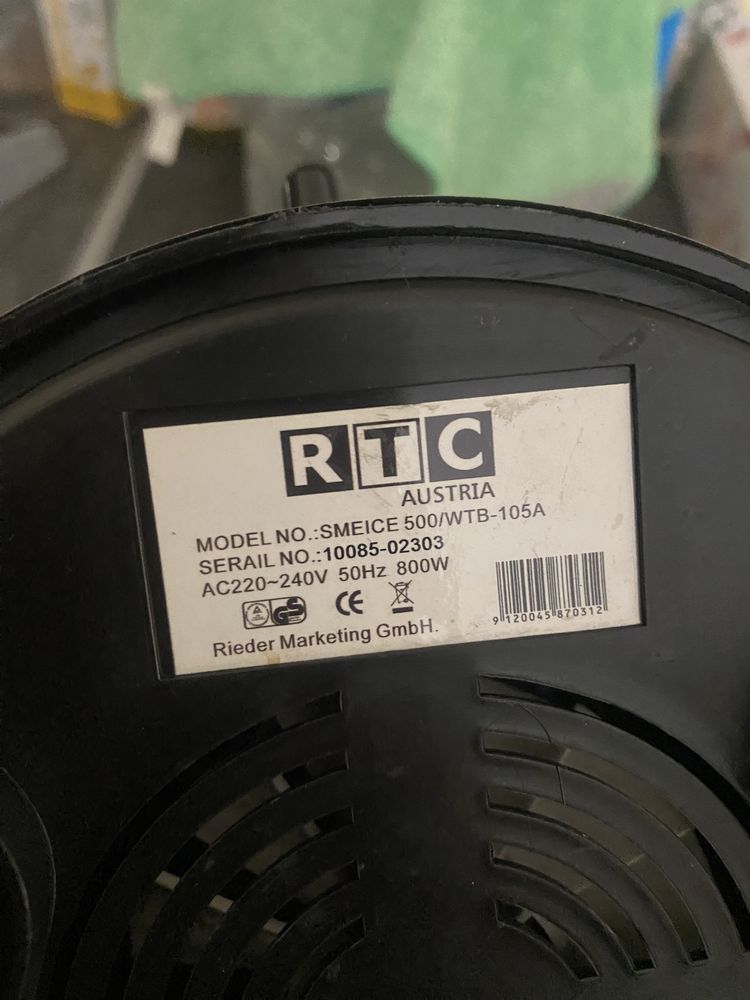 RTC
AUSTRIA
MODEL NO.:SMEICE 500/WTB-105A
SERAIL NO.:10085-02303
AC220~240V 50Hz 800W
GS CE
Rieder Marketing GmbH.
9 120045 870312